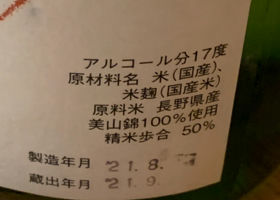 アルコール分17度
原材料名 米(国産)、
米麹(国産米)
原料米 長野県産
美山錦100%使用
精米歩合 50%
製造年月 21.8.
蔵出年月 21.9.